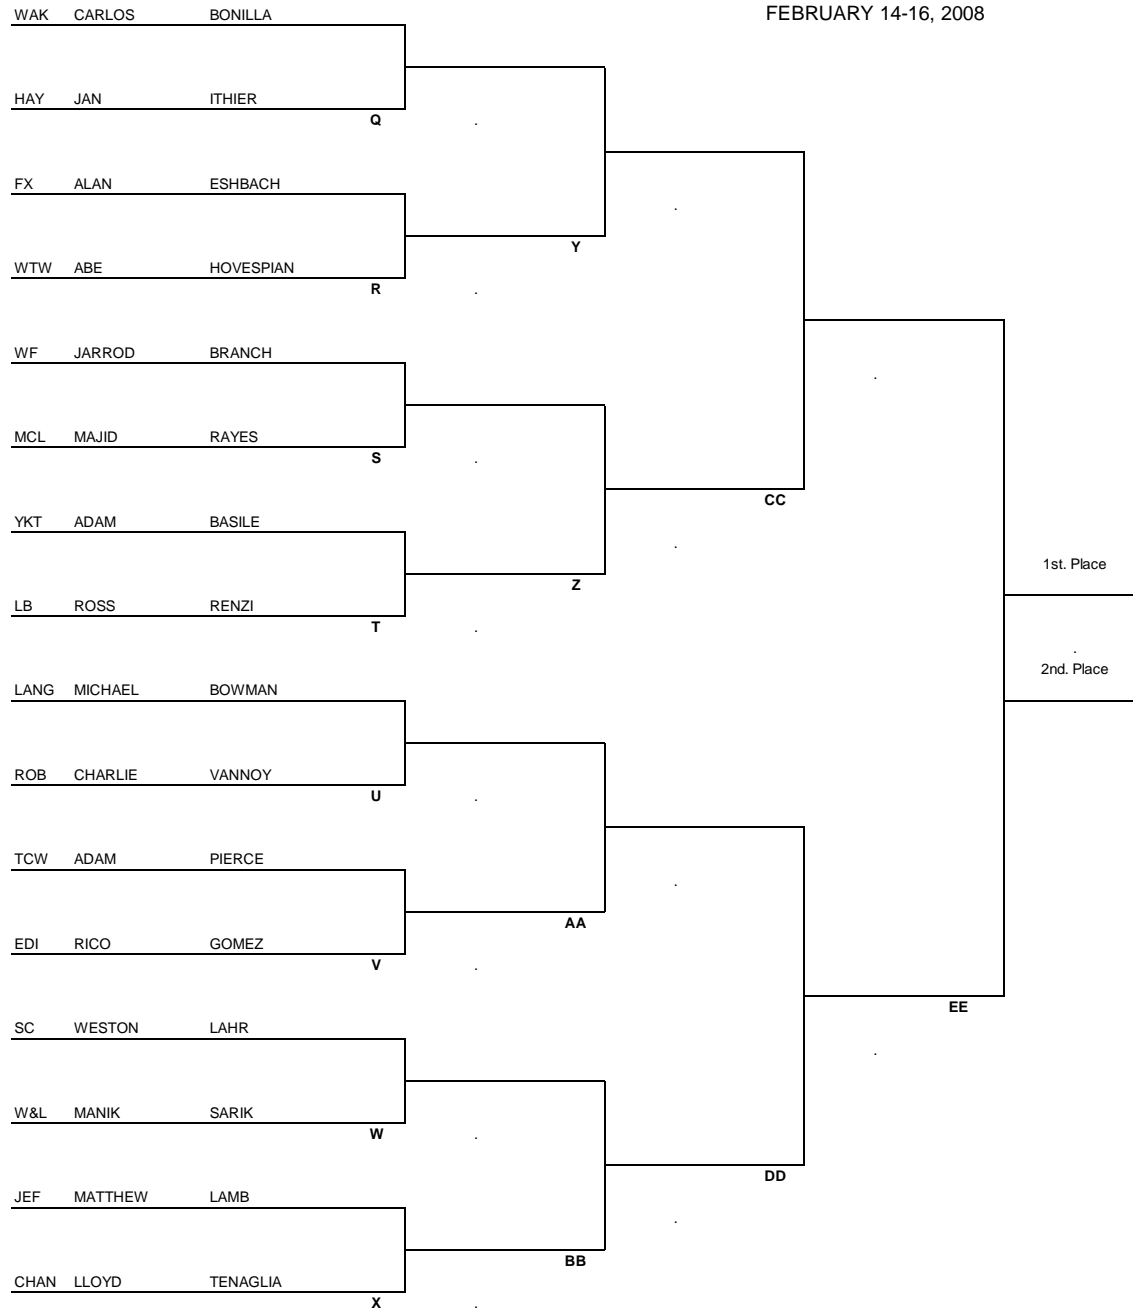 WAK CARLOS BONILLA
FEBRUARY 14-16, 2008
HAY JAN ITHIER
Q
.
FX ALAN ESHBACH
.
Y
WTW ABE HOVESPIAN
R
.
WF JARROD BRANCH
.
MCL MAJID RAYES
S
.
CC
YKT ADAM BASILE
.
1st. Place
Z
LB ROSS RENZI
T
.
.
2nd. Place
LANG MICHAEL BOWMAN
ROB CHARLIE VANNOY
U
.
TCW ADAM PIERCE
.
AA
EDI RICO GOMEZ
V
.
EE
SC WESTON LAHR
.
W&L MANIK SARIK
W
.
DD
JEF MATTHEW LAMB
.
BB
CHAN LLOYD TENAGLIA
X
.